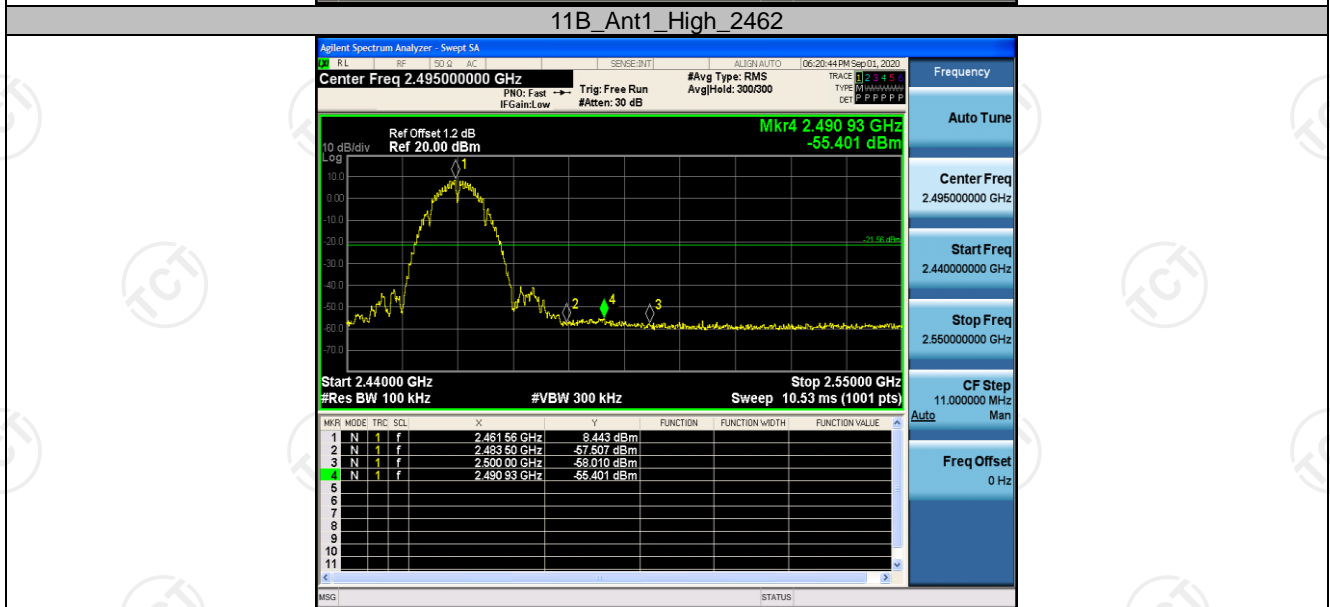 11B_Ant1_High_2462
Agilent Spectrum Analyzer - Swept SA
RL RF 50 Ω AC SENSE:INT ALIGN AUTO 06:20:44 PM Sep 01, 2020
Center Freq 2.495000000 GHz
PNO: Fast
IFGain:Low
Trig: Free Run
#Atten: 30 dB
#Avg Type: RMS
Avg|Hold: 300/300
TRACE 1 2 3 4 5 6
TYPE M
DET P P P P P P
Frequency
Auto Tune
Center Freq
2.495000000 GHz
Start Freq
2.440000000 GHz
Stop Freq
2.550000000 GHz
CF Step
11.000000 MHz
Auto Man
Freq Offset
0 Hz
Mkr4 2.490 93 GHz
-55.401 dBm
Ref Offset 1.2 dB
10 dB/div Ref 20.00 dBm
Log
10.0
0.00
-10.0
-20.0
-30.0
-40.0
-50.0
-60.0
-70.0
1
-21.56 dBm
2 4 3
Start 2.44000 GHz Stop 2.55000 GHz
#Res BW 100 kHz #VBW 300 kHz Sweep 10.53 ms (1001 pts)
MKR MODE TRC SCL X Y FUNCTION FUNCTION WIDTH FUNCTION VALUE
1 N 1 f 2.461 56 GHz 8.443 dBm
2 N 1 f 2.483 50 GHz -57.507 dBm
3 N 1 f 2.500 00 GHz -58.010 dBm
4 N 1 f 2.490 93 GHz -55.401 dBm
5
6
7
8
9
10
11
MSG STATUS
TCT
TCT